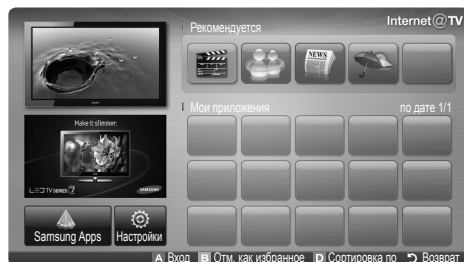 Internet@TV
Рекомендуется
NEWS
Мои приложения по дате 1/1
Make it slimmer.
LED TV SERIES 7 SAMSUNG
Samsung Apps Настройки
A Вход B Отм. как избранное D Сортировка по Возврат